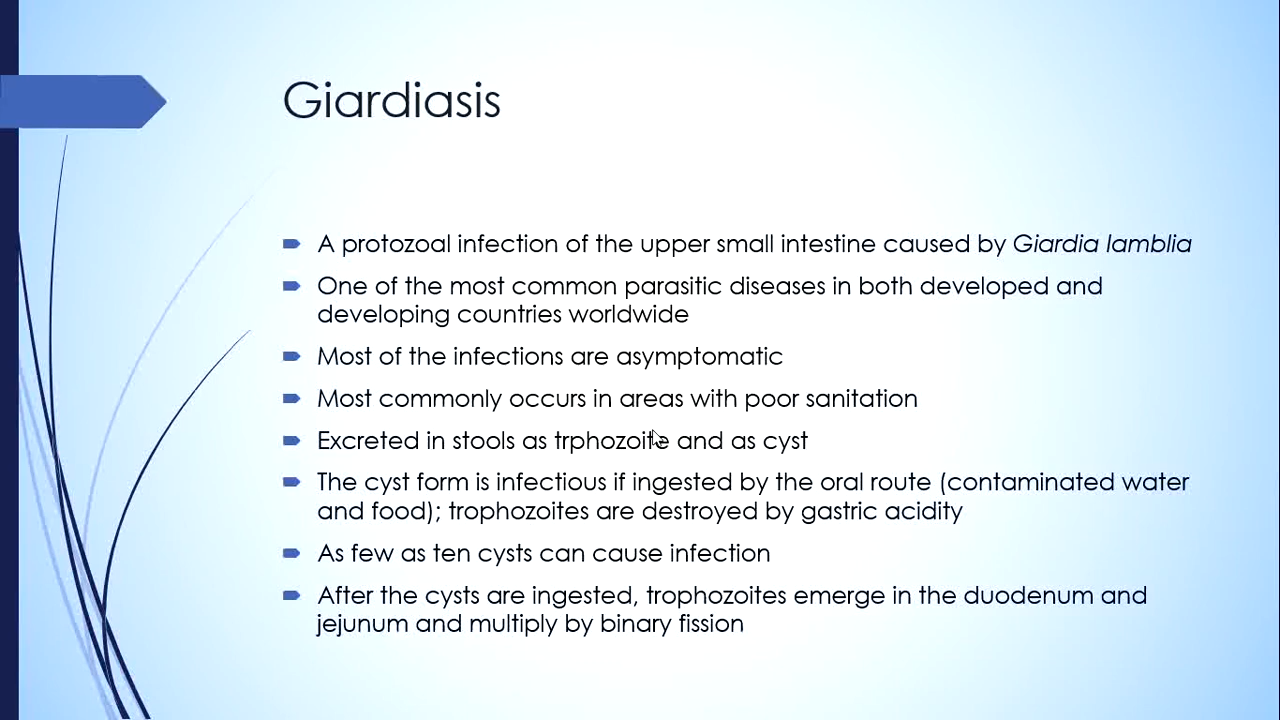 Giardiasis
A protozoal infection of the upper small intestine caused by Giardia lamblia
One of the most common parasitic diseases in both developed and
developing countries worldwide
Most of the infections are asymptomatic
Most commonly occurs in areas with poor sanitation
Excreted in stools as trphozoite and as cyst
The cyst form is infectious if ingested by the oral route (contaminated water
and food); trophozoites are destroyed by gastric acidity
As few as ten cysts can cause infection
After the cysts are ingested, trophozoites emerge in the duodenum and
jejunum and multiply by binary fission